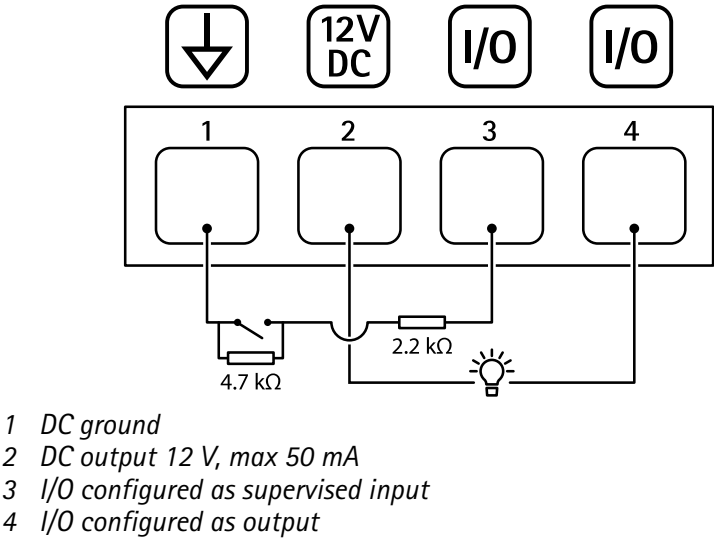 12V
DC
I/O
I/O
1
2
3
4
2.2 kΩ
4.7 kΩ
1 DC ground
2 DC output 12 V, max 50 mA
3 I/O configured as supervised input
4 I/O configured as output